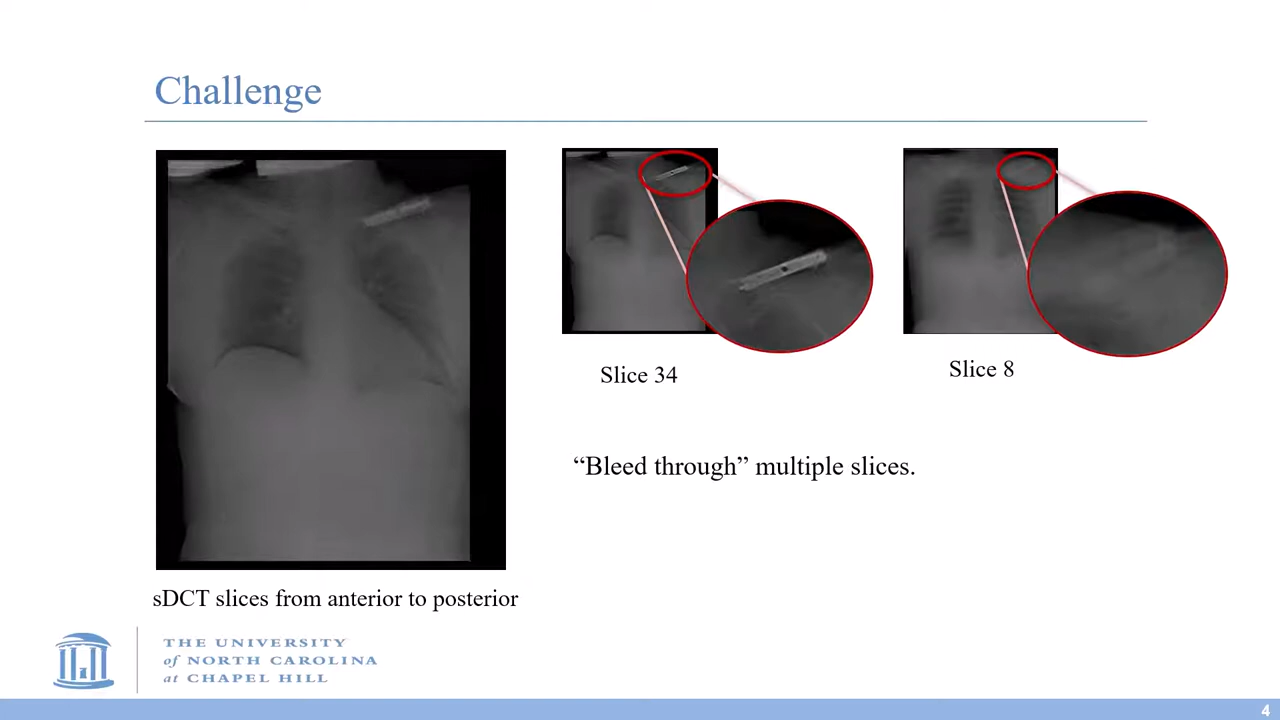 Challenge
Slice 34
Slice 8
“Bleed through” multiple slices.
sDCT slices from anterior to posterior
THE UNIVERSITY
of NORTH CAROLINA
at CHAPEL HILL
4